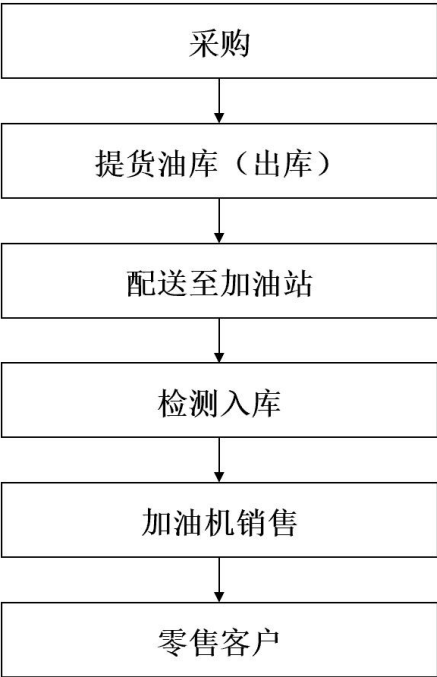 采购
提货油库（出库）
配送至加油站
检测入库
加油机销售
零售客户